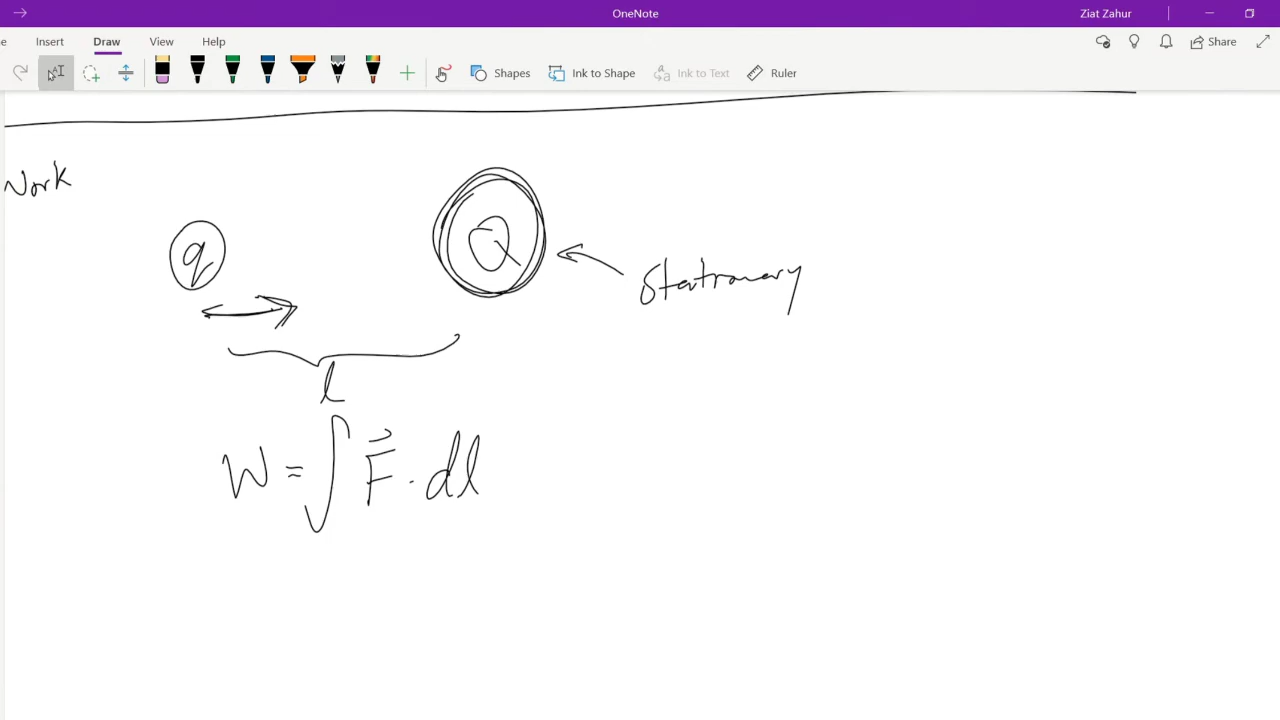 OneNote
Ziat Zahur
Insert Draw View Help
Share
Shapes Ink to Shape Ink to Text Ruler
Work
q
Q
Stationary
l
W = ∫ F⃗ · dl